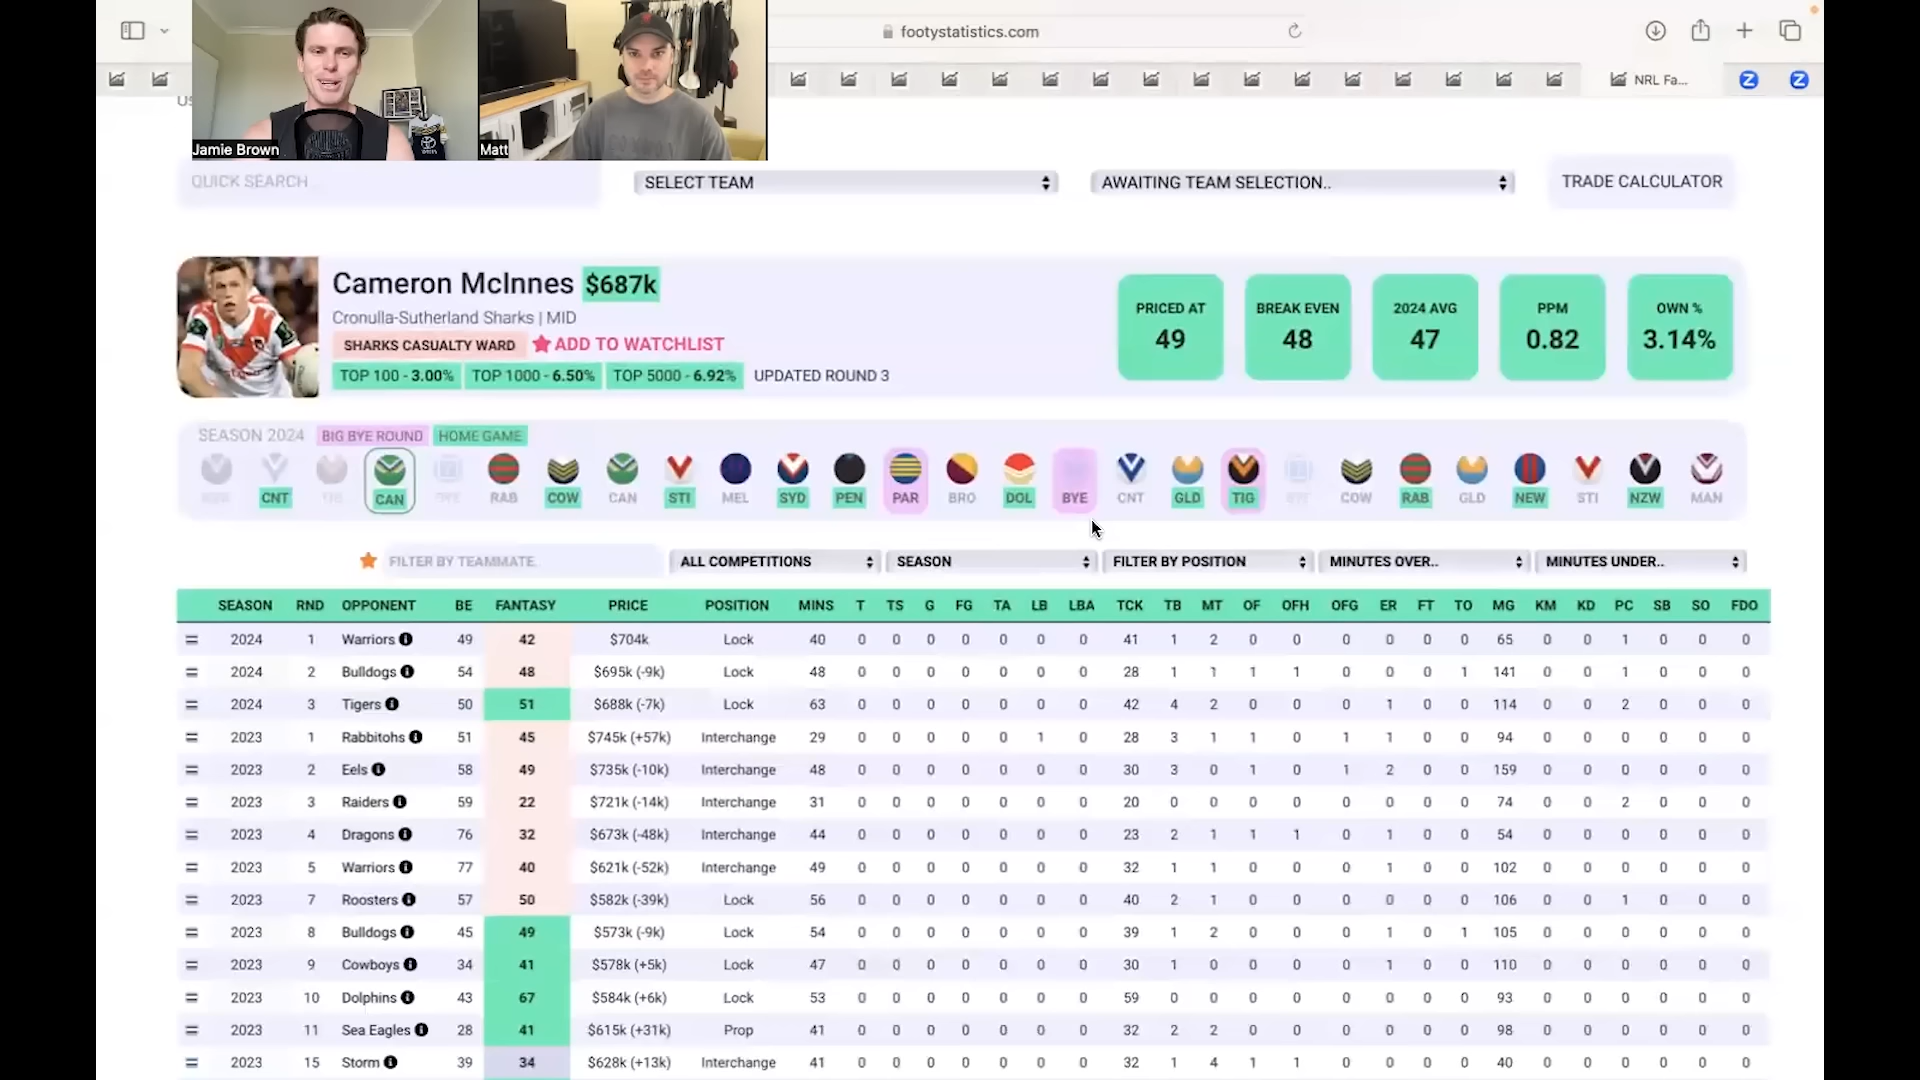 footystatistics.com
NRL Fa...
Jamie Brown
Matt
QUICK SEARCH
SELECT TEAM
AWAITING TEAM SELECTION..
TRADE CALCULATOR
Cameron McInnes $687k
Cronulla-Sutherland Sharks | MID
SHARKS CASUALTY WARD ADD TO WATCHLIST
TOP 100 - 3.00% TOP 1000 - 6.50% TOP 5000 - 6.92% UPDATED ROUND 3
PRICED AT 49
BREAK EVEN 48
2024 AVG 47
PPM 0.82
OWN % 3.14%
SEASON 2024 BIG BYE ROUND HOME GAME
CNT CAN RAB COW CAN STI MEL SYD PEN PAR BRO DOL BYE CNT GLD TIG COW RAB GLD NEW STI NZW MAN
FILTER BY TEAMMATE ALL COMPETITIONS SEASON FILTER BY POSITION MINUTES OVER.. MINUTES UNDER..
SEASON RND OPPONENT BE FANTASY PRICE POSITION MINS T TS G FG TA LB LBA TCK TB MT OF OFH OFG ER FT TO MG KM KD PC SB SO FDO
2024 1 Warriors 49 42 $704k Lock 40 0 0 0 0 0 0 0 41 1 2 0 0 0 0 0 0 65 0 0 1 0 0 0
2024 2 Bulldogs 54 48 $695k (-9k) Lock 48 0 0 0 0 0 0 0 28 1 1 1 1 0 0 0 1 141 0 0 1 0 0 0
2024 3 Tigers 50 51 $688k (-7k) Lock 63 0 0 0 0 0 0 0 42 4 2 0 0 0 1 0 0 114 0 0 2 0 0 0
2023 1 Rabbitohs 51 45 $745k (+57k) Interchange 29 0 0 0 0 0 1 0 28 3 1 1 0 1 1 0 0 94 0 0 0 0 0 0
2023 2 Eels 58 49 $735k (-10k) Interchange 48 0 0 0 0 0 0 0 30 3 0 1 0 1 2 0 0 159 0 0 0 0 0 0
2023 3 Raiders 59 22 $721k (-14k) Interchange 31 0 0 0 0 0 0 0 20 0 0 0 0 0 0 0 0 74 0 0 2 0 0 0
2023 4 Dragons 76 32 $673k (-48k) Interchange 44 0 0 0 0 0 0 0 23 2 1 1 1 0 1 0 0 54 0 0 0 0 0 0
2023 5 Warriors 77 40 $621k (-52k) Interchange 49 0 0 0 0 0 0 0 32 1 1 0 0 0 1 0 0 102 0 0 0 0 0 0
2023 7 Roosters 57 50 $582k (-39k) Lock 56 0 0 0 0 0 0 0 40 2 1 0 0 0 0 0 0 106 0 0 1 0 0 0
2023 8 Bulldogs 45 49 $573k (-9k) Lock 54 0 0 0 0 0 0 0 39 1 2 0 0 0 1 0 1 105 0 0 0 0 0 0
2023 9 Cowboys 34 41 $578k (+5k) Lock 47 0 0 0 0 0 0 0 30 1 0 0 0 0 1 0 0 110 0 0 0 0 0 0
2023 10 Dolphins 43 67 $584k (+6k) Lock 53 0 0 0 0 0 0 0 59 0 0 0 0 0 0 0 0 93 0 0 0 0 0 0
2023 11 Sea Eagles 28 41 $615k (+31k) Prop 41 0 0 0 0 0 0 0 32 2 2 0 0 0 0 0 0 98 0 0 0 0 0 0
2023 15 Storm 39 34 $628k (+13k) Interchange 41 0 0 0 0 0 0 0 32 1 4 1 1 0 0 0 0 40 0 0 0 0 0 0